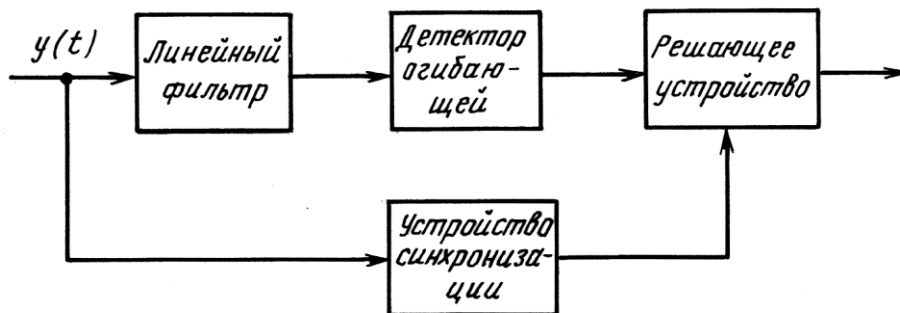 y(t)
Линейный
фильтр
Детектор
огибаю-
щей
Решающее
устройство
Устройство
синхрониза-
ции